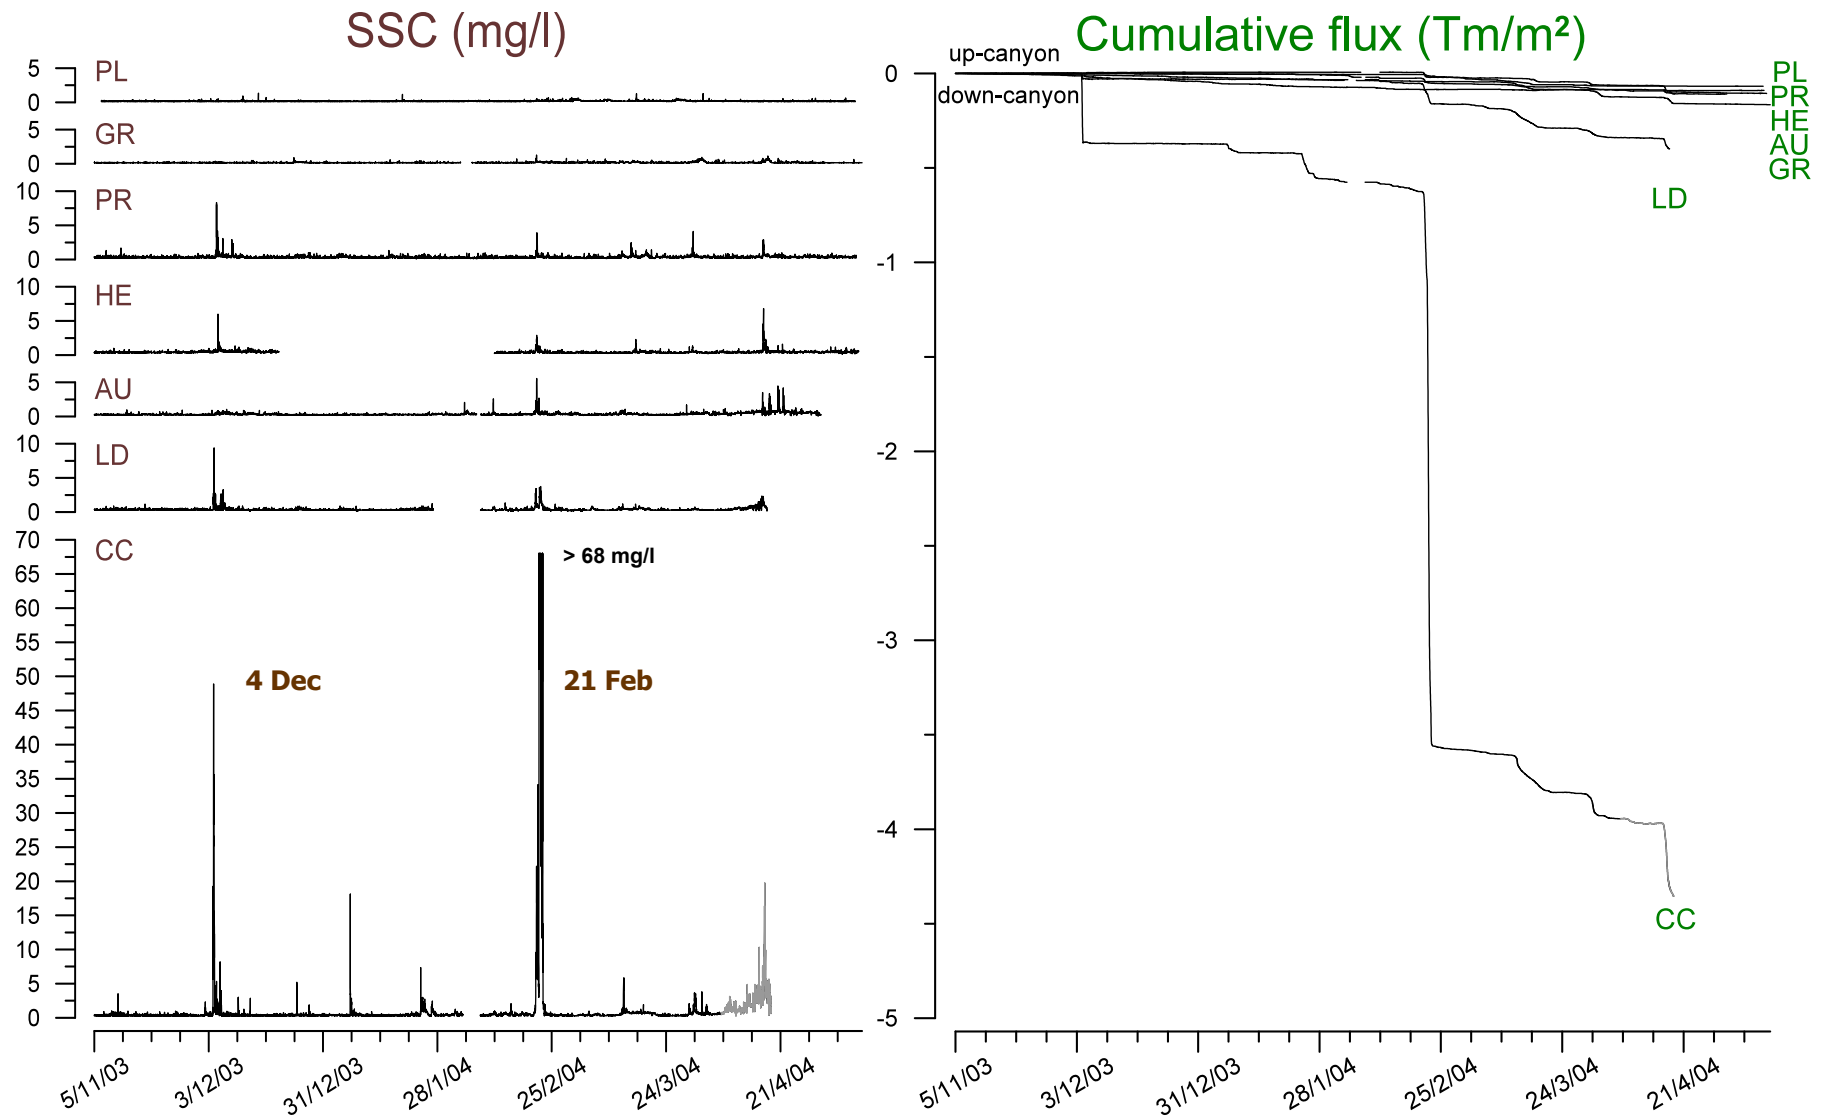 SSC (mg/l)
PL
5
0
GR
5
0
PR
10
5
0
HE
10
5
0
AU
5
0
LD
10
5
0
CC
70
65
60
55
50
45
40
35
30
25
20
15
10
5
0
> 68 mg/l
4 Dec
21 Feb
5/11/03
3/12/03
31/12/03
28/1/04
25/2/04
24/3/04
21/4/04
Cumulative flux (Tm/m²)
up-canyon
down-canyon
0
-1
-2
-3
-4
-5
PL
PR
HE
AU
GR
LD
CC
5/11/03
3/12/03
31/12/03
28/1/04
25/2/04
24/3/04
21/4/04